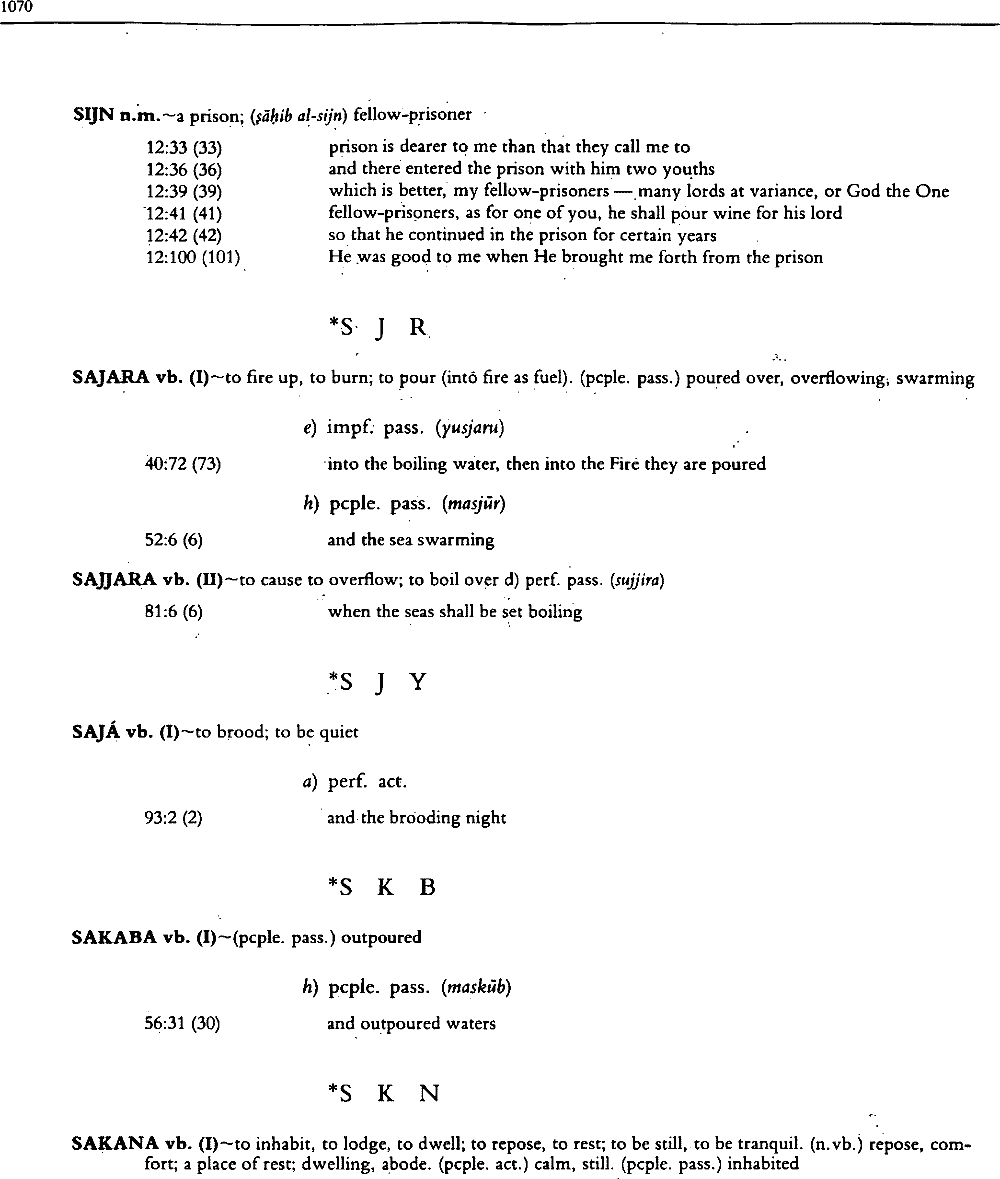 1070
SIJN n.m.~a prison; (ṣāḥib al-sijn) fellow-prisoner
12:33 (33) prison is dearer to me than that they call me to
12:36 (36) and there entered the prison with him two youths
12:39 (39) which is better, my fellow-prisoners — many lords at variance, or God the One
12:41 (41) fellow-prisoners, as for one of you, he shall pour wine for his lord
12:42 (42) so that he continued in the prison for certain years
12:100 (101) He was good to me when He brought me forth from the prison
*S J R
SAJARA vb. (I)~to fire up, to burn; to pour (into fire as fuel). (pcple. pass.) poured over, overflowing, swarming
e) impf. pass. (yusjaru)
40:72 (73) into the boiling water, then into the Fire they are poured
h) pcple. pass. (masjūr)
52:6 (6) and the sea swarming
SAJJARA vb. (II)~to cause to overflow; to boil over d) perf. pass. (sujjira)
81:6 (6) when the seas shall be set boiling
*S J Y
SAJÁ vb. (I)~to brood; to be quiet
a) perf. act.
93:2 (2) and the brooding night
*S K B
SAKABA vb. (I)~(pcple. pass.) outpoured
h) pcple. pass. (maskūb)
56:31 (30) and outpoured waters
*S K N
SAKANA vb. (I)~to inhabit, to lodge, to dwell; to repose, to rest; to be still, to be tranquil. (n.vb.) repose, com-
fort; a place of rest; dwelling, abode. (pcple. act.) calm, still. (pcple. pass.) inhabited